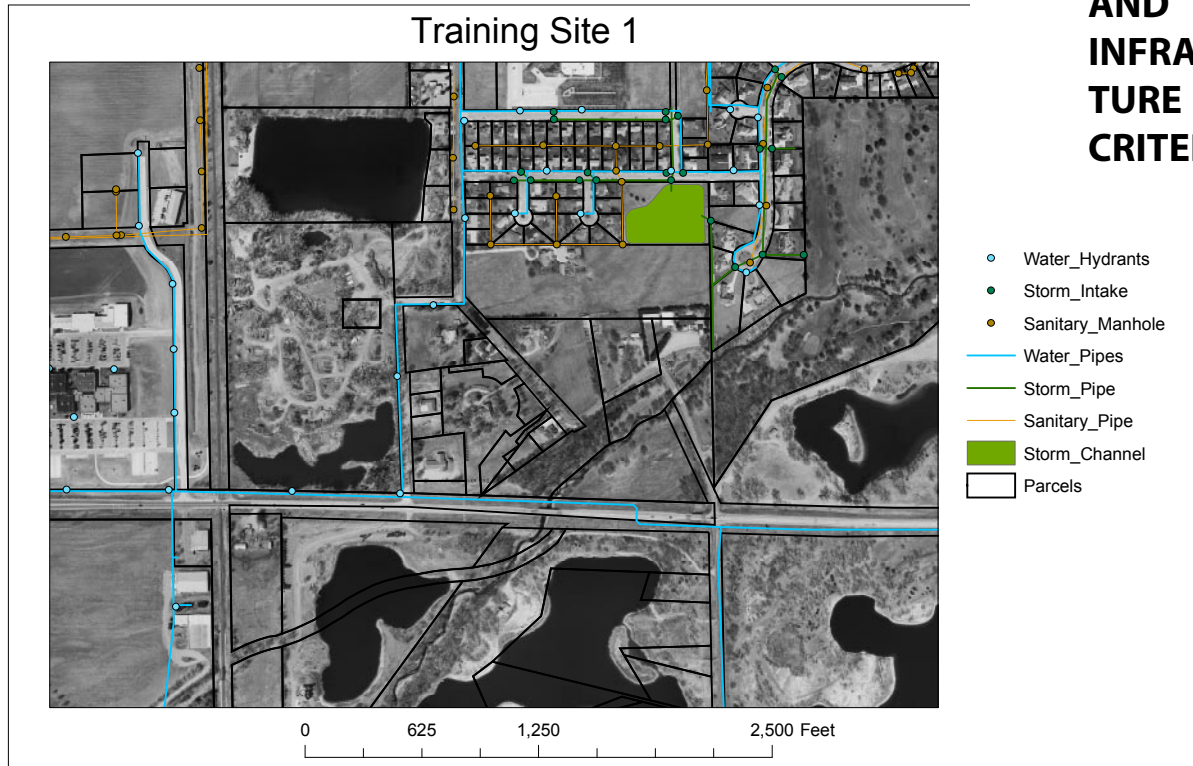 Training Site 1
AND
INFRA
TURE
CRITE
Water_Hydrants
Storm_Intake
Sanitary_Manhole
Water_Pipes
Storm_Pipe
Sanitary_Pipe
Storm_Channel
Parcels
0 625 1,250 2,500 Feet